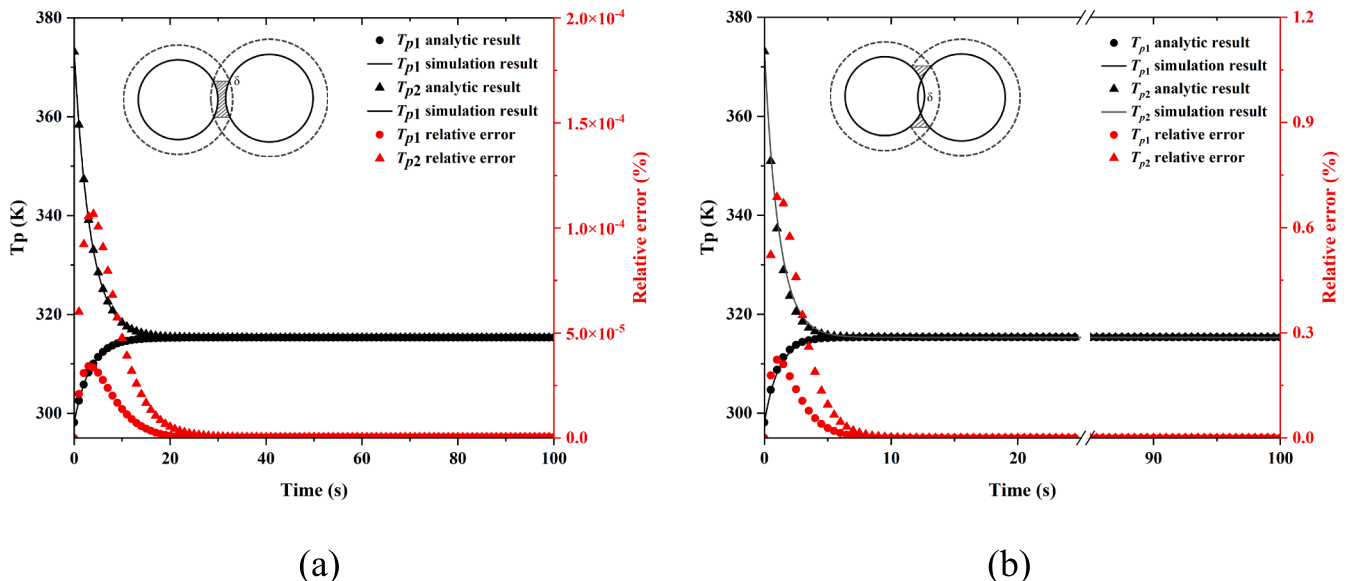 380
360
340
320
300
Tp (K)
0
20
40
60
80
100
Time (s)
2.0×10⁻⁴
1.5×10⁻⁴
1.0×10⁻⁴
5.0×10⁻⁵
0.0
Relative error (%)
δ
Tp1 analytic result
Tp1 simulation result
Tp2 analytic result
Tp1 simulation result
Tp1 relative error
Tp2 relative error
(a)
380
360
340
320
300
Tp (K)
0
10
20
90
100
Time (s)
1.2
0.9
0.6
0.3
0.0
Relative error (%)
δ
Tp1 analytic result
Tp1 simulation result
Tp2 analytic result
Tp2 simulation result
Tp1 relative error
Tp2 relative error
(b)